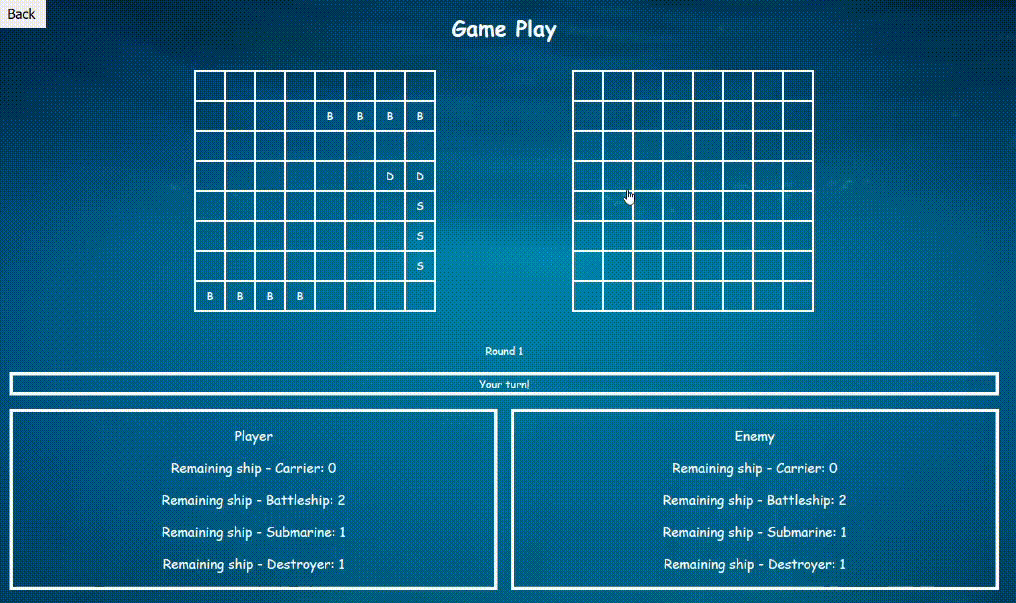 Back
Game Play
B B B B
D D
S
S
S
B B B B
Round 1
Your turn!
Player
Remaining ship - Carrier: 0
Remaining ship - Battleship: 2
Remaining ship - Submarine: 1
Remaining ship - Destroyer: 1
Enemy
Remaining ship - Carrier: 0
Remaining ship - Battleship: 2
Remaining ship - Submarine: 1
Remaining ship - Destroyer: 1